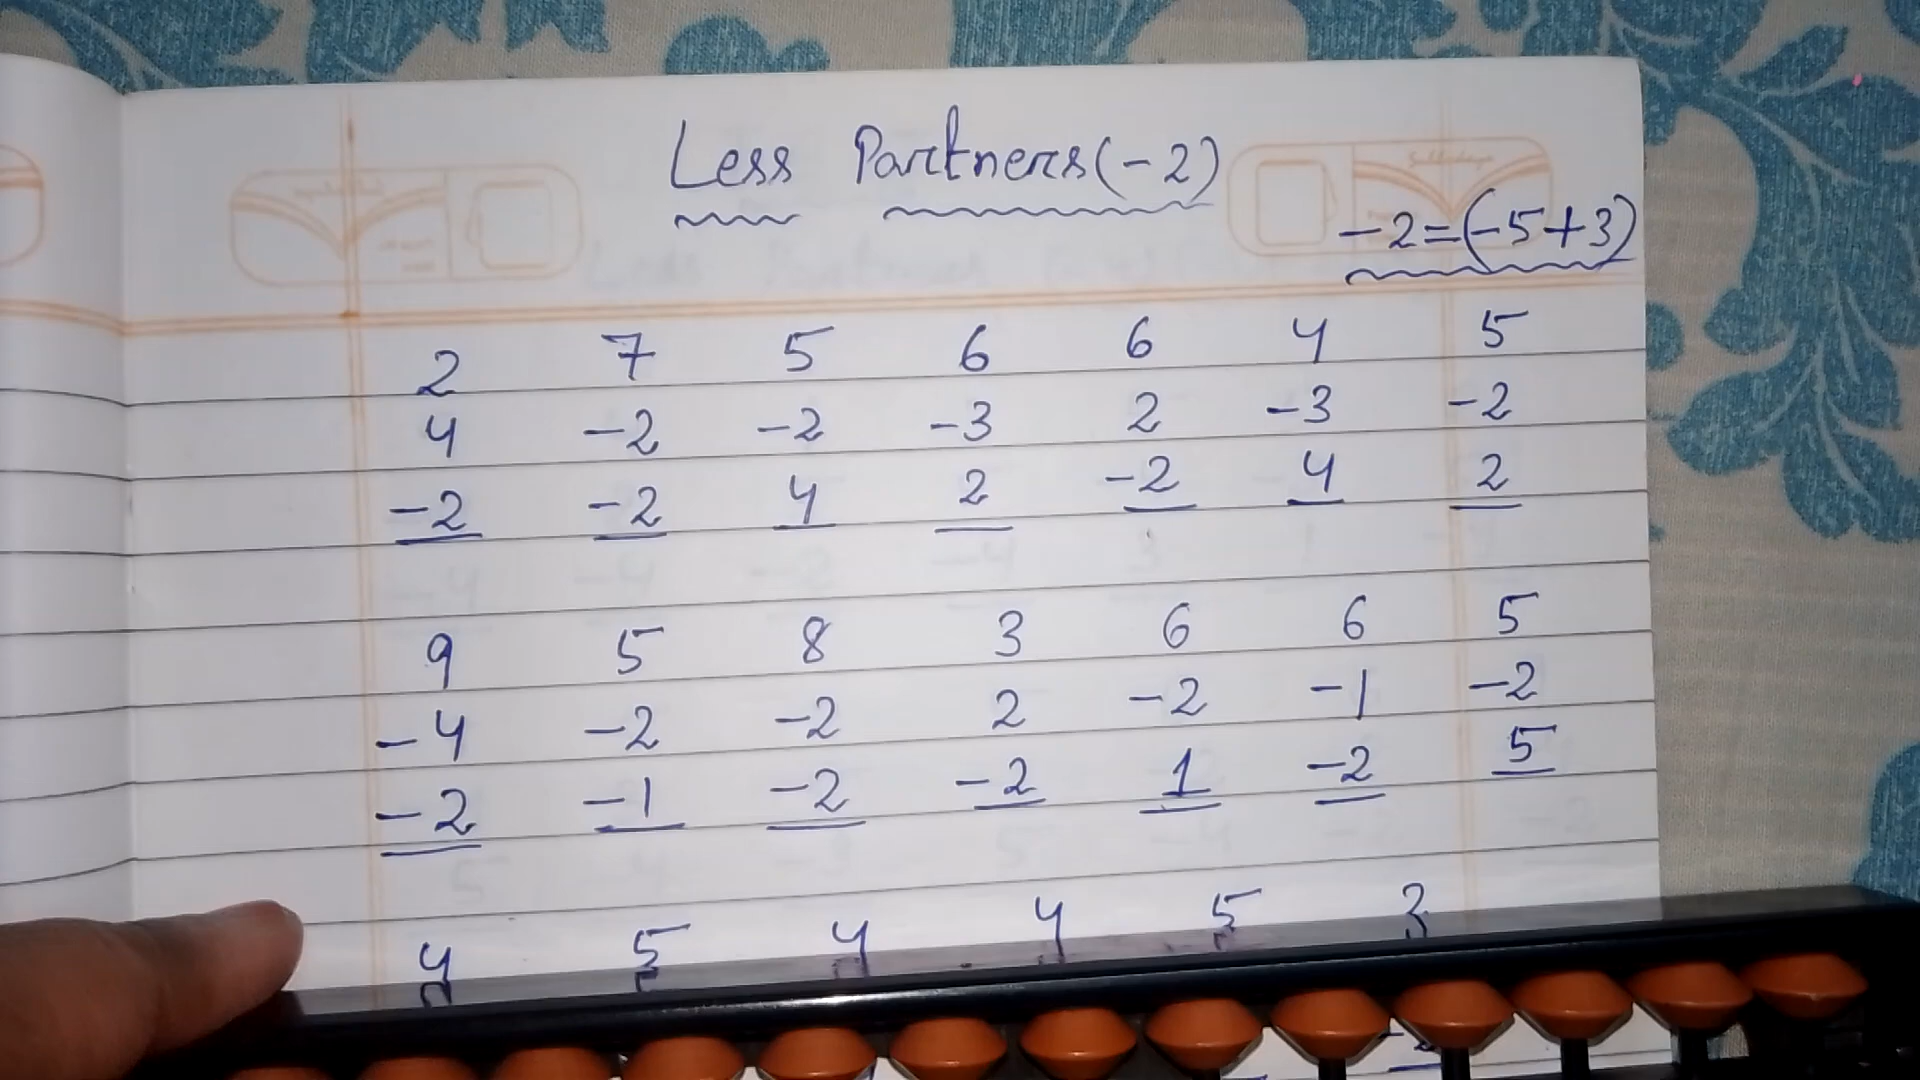 Less Partners (-2)
-2=(-5+3)
2 7 5 6 6 4 5
4 -2 -2 -3 2 -3 -2
-2 -2 4 2 -2 4 2
9 5 8 3 6 6 5
-4 -2 -2 2 -2 -1 -2
-2 -1 -2 -2 1 -2 5
4 5 4 4 5 3